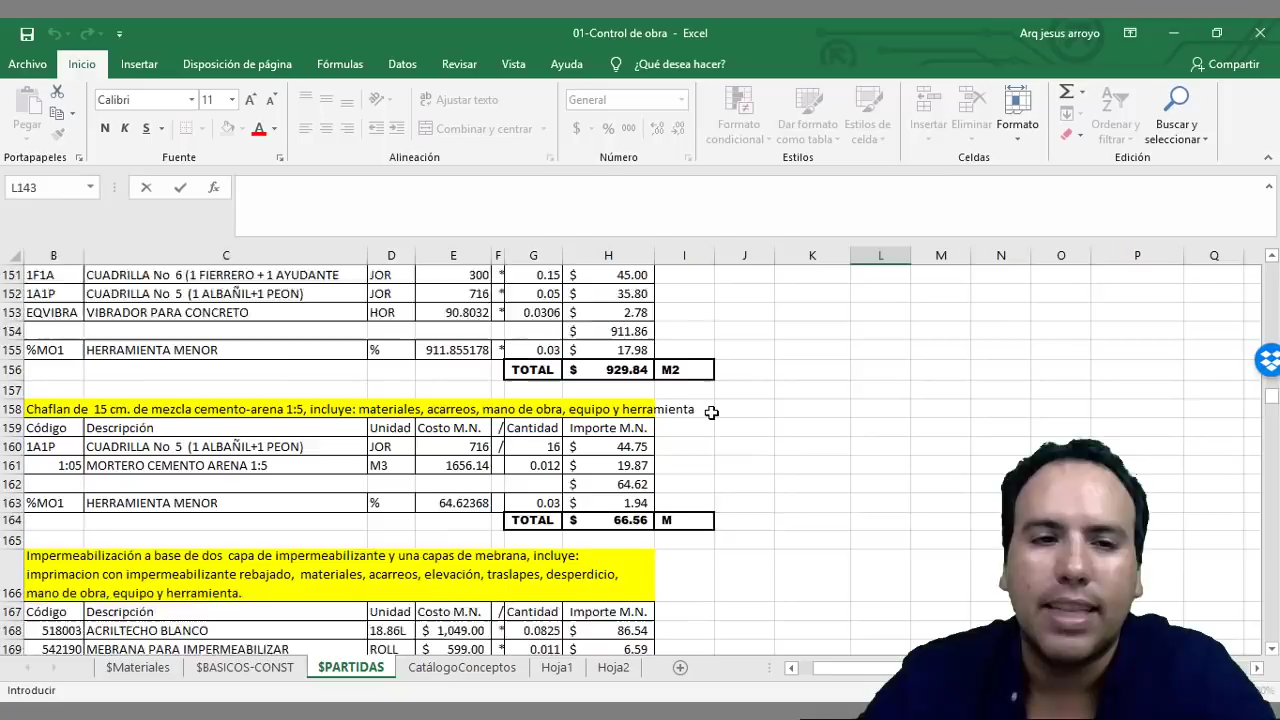 01-Control de obra - Excel
Arq jesus arroyo
Archivo Inicio Insertar Disposición de página Fórmulas Datos Revisar Vista Ayuda ¿Qué desea hacer? Compartir
Calibri 11 Ajustar texto General
Pegar N K S Combinar y centrar $ % 000 Formato condicional Dar formato como tabla Estilos de celda Insertar Eliminar Formato Ordenar y filtrar Buscar y seleccionar
Portapapeles Fuente Alineación Número Estilos Celdas Edición
L143 fx
B C D E F G H I J K L M N O P Q
151 1F1A CUADRILLA No 6 (1 FIERRERO + 1 AYUDANTE JOR 300 * 0.15 $ 45.00
152 1A1P CUADRILLA No 5 (1 ALBAÑIL+1 PEON) JOR 716 * 0.05 $ 35.80
153 EQVIBRA VIBRADOR PARA CONCRETO HOR 90.8032 * 0.0306 $ 2.78
154 $ 911.86
155 %MO1 HERRAMIENTA MENOR % 911.855178 * 0.03 $ 17.98
156 TOTAL $ 929.84 M2
157
158 Chaflan de 15 cm. de mezcla cemento-arena 1:5, incluye: materiales, acarreos, mano de obra, equipo y herramienta
159 Código Descripción Unidad Costo M.N. / Cantidad Importe M.N.
160 1A1P CUADRILLA No 5 (1 ALBAÑIL+1 PEON) JOR 716 / 16 $ 44.75
161 1:05 MORTERO CEMENTO ARENA 1:5 M3 1656.14 0.012 $ 19.87
162 $ 64.62
163 %MO1 HERRAMIENTA MENOR % 64.62368 0.03 $ 1.94
164 TOTAL $ 66.56 M
165
Impermeabilización a base de dos capa de impermeabilizante y una capas de mebrana, incluye:
imprimacion con impermeabilizante rebajado, materiales, acarreos, elevación, traslapes, desperdicio,
166 mano de obra, equipo y herramienta.
167 Código Descripción Unidad Costo M.N. / Cantidad Importe M.N.
168 518003 ACRILTECHO BLANCO 18.86L $ 1,049.00 * 0.0825 $ 86.54
169 542190 MEBRANA PARA IMPERMEABILIZAR ROLL $ 599.00 * 0.011 $ 6.59
$Materiales $BASICOS-CONST $PARTIDAS CatálogoConceptos Hoja1 Hoja2
Introducir